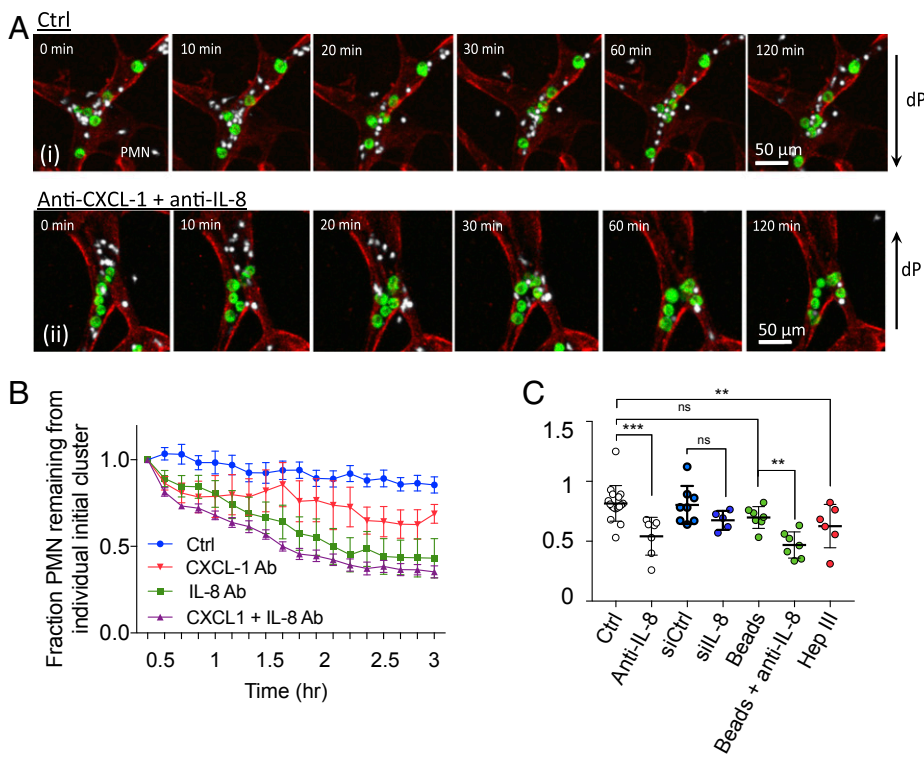 A
Ctrl
0 min
10 min
20 min
30 min
60 min
120 min
(i)
PMN
50 µm
dP
Anti-CXCL-1 + anti-IL-8
0 min
10 min
20 min
30 min
60 min
120 min
(ii)
50 µm
dP
B
Fraction PMN remaining from
individual initial cluster
1.0
0.5
0.0
Ctrl
CXCL-1 Ab
IL-8 Ab
CXCL1 + IL-8 Ab
0.5
1
1.5
2
2.5
3
Time (hr)
C
1.5
1
0.5
0
**
ns
***
ns
**
Ctrl
Anti-IL-8
siCtrl
siIL-8
Beads
Beads + anti-IL-8
Hep III